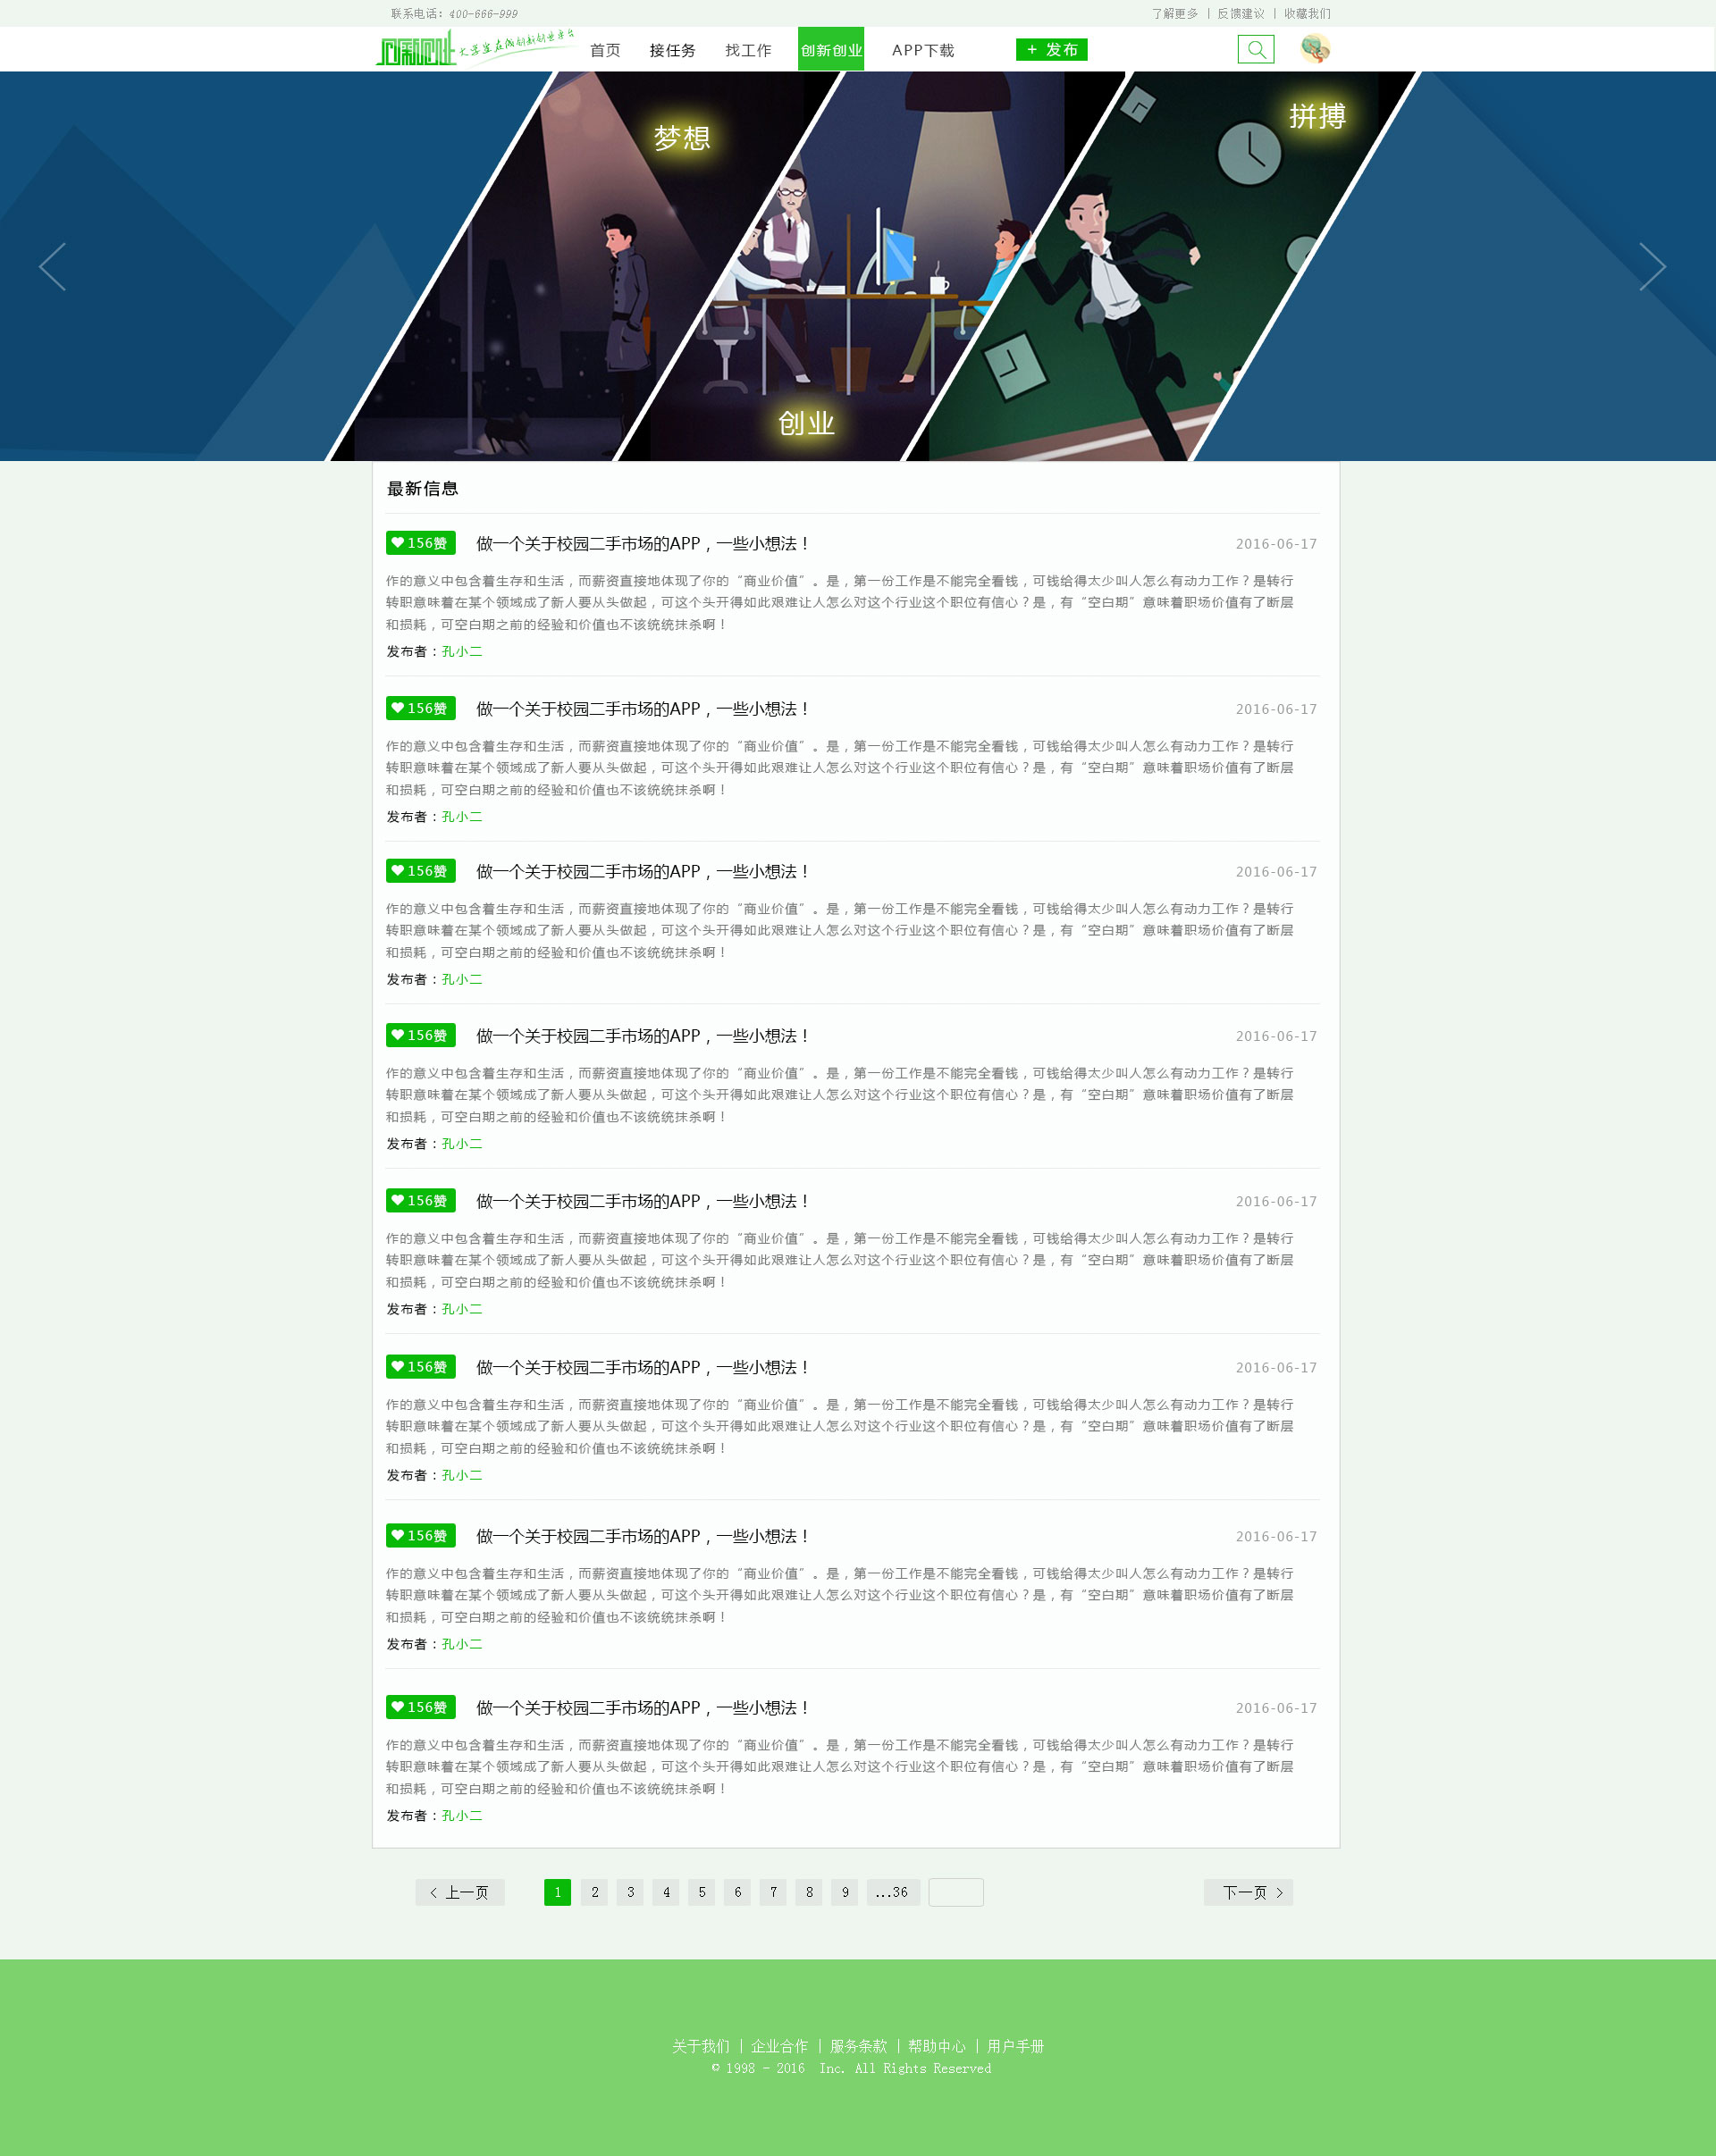 联系电话: 400-666-999
了解更多 | 反馈建议 | 收藏我们
首页 接任务 找工作 创新创业 APP下载 + 发布
梦想
拼搏
创业
最新信息
156赞 做一个关于校园二手市场的APP，一些小想法！ 2016-06-17
作的意义中包含着生存和生活，而薪资直接地体现了你的“商业价值”。是，第一份工作是不能完全看钱，可钱给得太少叫人怎么有动力工作？是转行
转职意味着在某个领域成了新人要从头做起，可这个头开得如此艰难让人怎么对这个行业这个职位有信心？是，有“空白期”意味着职场价值有了断层
和损耗，可空白期之前的经验和价值也不该统统抹杀啊！
发布者：孔小二
156赞 做一个关于校园二手市场的APP，一些小想法！ 2016-06-17
作的意义中包含着生存和生活，而薪资直接地体现了你的“商业价值”。是，第一份工作是不能完全看钱，可钱给得太少叫人怎么有动力工作？是转行
转职意味着在某个领域成了新人要从头做起，可这个头开得如此艰难让人怎么对这个行业这个职位有信心？是，有“空白期”意味着职场价值有了断层
和损耗，可空白期之前的经验和价值也不该统统抹杀啊！
发布者：孔小二
156赞 做一个关于校园二手市场的APP，一些小想法！ 2016-06-17
作的意义中包含着生存和生活，而薪资直接地体现了你的“商业价值”。是，第一份工作是不能完全看钱，可钱给得太少叫人怎么有动力工作？是转行
转职意味着在某个领域成了新人要从头做起，可这个头开得如此艰难让人怎么对这个行业这个职位有信心？是，有“空白期”意味着职场价值有了断层
和损耗，可空白期之前的经验和价值也不该统统抹杀啊！
发布者：孔小二
156赞 做一个关于校园二手市场的APP，一些小想法！ 2016-06-17
作的意义中包含着生存和生活，而薪资直接地体现了你的“商业价值”。是，第一份工作是不能完全看钱，可钱给得太少叫人怎么有动力工作？是转行
转职意味着在某个领域成了新人要从头做起，可这个头开得如此艰难让人怎么对这个行业这个职位有信心？是，有“空白期”意味着职场价值有了断层
和损耗，可空白期之前的经验和价值也不该统统抹杀啊！
发布者：孔小二
156赞 做一个关于校园二手市场的APP，一些小想法！ 2016-06-17
作的意义中包含着生存和生活，而薪资直接地体现了你的“商业价值”。是，第一份工作是不能完全看钱，可钱给得太少叫人怎么有动力工作？是转行
转职意味着在某个领域成了新人要从头做起，可这个头开得如此艰难让人怎么对这个行业这个职位有信心？是，有“空白期”意味着职场价值有了断层
和损耗，可空白期之前的经验和价值也不该统统抹杀啊！
发布者：孔小二
156赞 做一个关于校园二手市场的APP，一些小想法！ 2016-06-17
作的意义中包含着生存和生活，而薪资直接地体现了你的“商业价值”。是，第一份工作是不能完全看钱，可钱给得太少叫人怎么有动力工作？是转行
转职意味着在某个领域成了新人要从头做起，可这个头开得如此艰难让人怎么对这个行业这个职位有信心？是，有“空白期”意味着职场价值有了断层
和损耗，可空白期之前的经验和价值也不该统统抹杀啊！
发布者：孔小二
156赞 做一个关于校园二手市场的APP，一些小想法！ 2016-06-17
作的意义中包含着生存和生活，而薪资直接地体现了你的“商业价值”。是，第一份工作是不能完全看钱，可钱给得太少叫人怎么有动力工作？是转行
转职意味着在某个领域成了新人要从头做起，可这个头开得如此艰难让人怎么对这个行业这个职位有信心？是，有“空白期”意味着职场价值有了断层
和损耗，可空白期之前的经验和价值也不该统统抹杀啊！
发布者：孔小二
156赞 做一个关于校园二手市场的APP，一些小想法！ 2016-06-17
作的意义中包含着生存和生活，而薪资直接地体现了你的“商业价值”。是，第一份工作是不能完全看钱，可钱给得太少叫人怎么有动力工作？是转行
转职意味着在某个领域成了新人要从头做起，可这个头开得如此艰难让人怎么对这个行业这个职位有信心？是，有“空白期”意味着职场价值有了断层
和损耗，可空白期之前的经验和价值也不该统统抹杀啊！
发布者：孔小二
上一页 1 2 3 4 5 6 7 8 9 ...36 下一页
关于我们 | 企业合作 | 服务条款 | 帮助中心 | 用户手册
© 1998 - 2016 Inc. All Rights Reserved